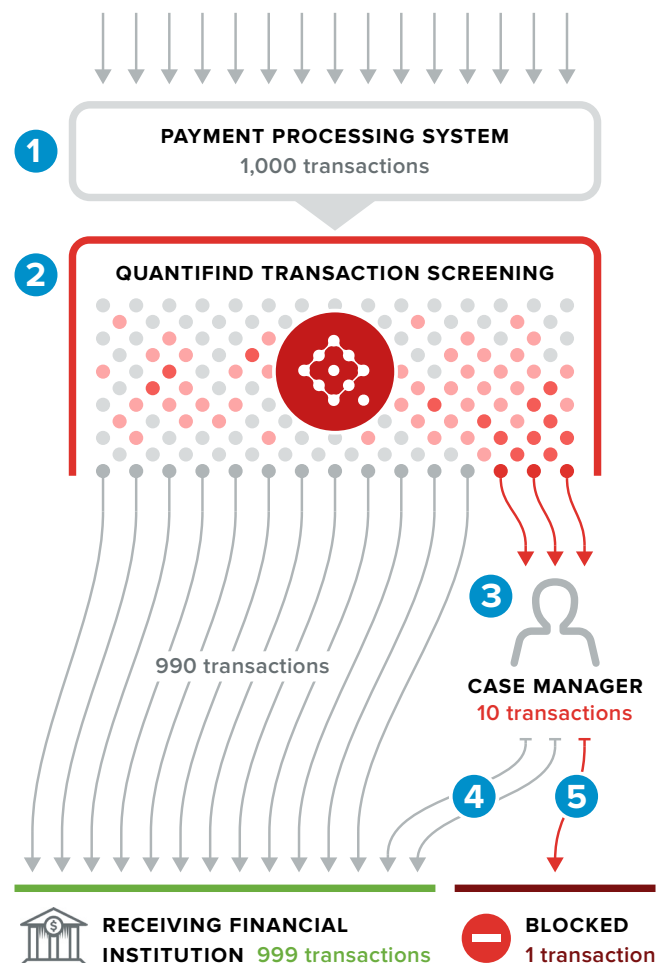 1
PAYMENT PROCESSING SYSTEM
1,000 transactions
2
QUANTIFIND TRANSACTION SCREENING
990 transactions
3
CASE MANAGER
10 transactions
4
5
$
RECEIVING FINANCIAL
INSTITUTION 999 transactions
BLOCKED
1 transaction